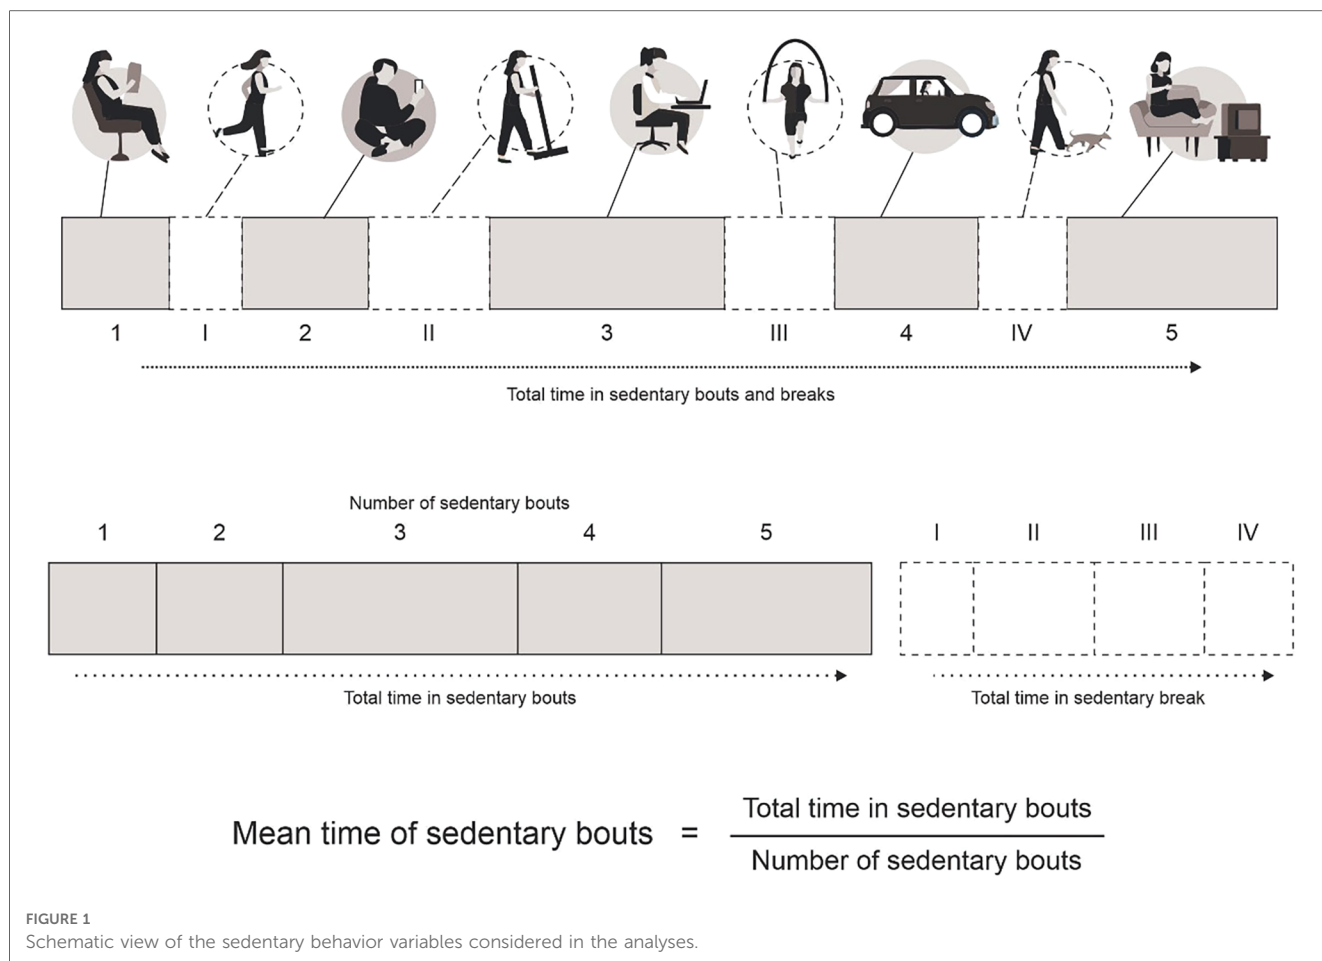 1 I 2 II 3 III 4 IV 5
Total time in sedentary bouts and breaks
Number of sedentary bouts
1 2 3 4 5 I II III IV
Total time in sedentary bouts Total time in sedentary break
Mean time of sedentary bouts = Total time in sedentary bouts
Number of sedentary bouts
FIGURE 1
Schematic view of the sedentary behavior variables considered in the analyses.